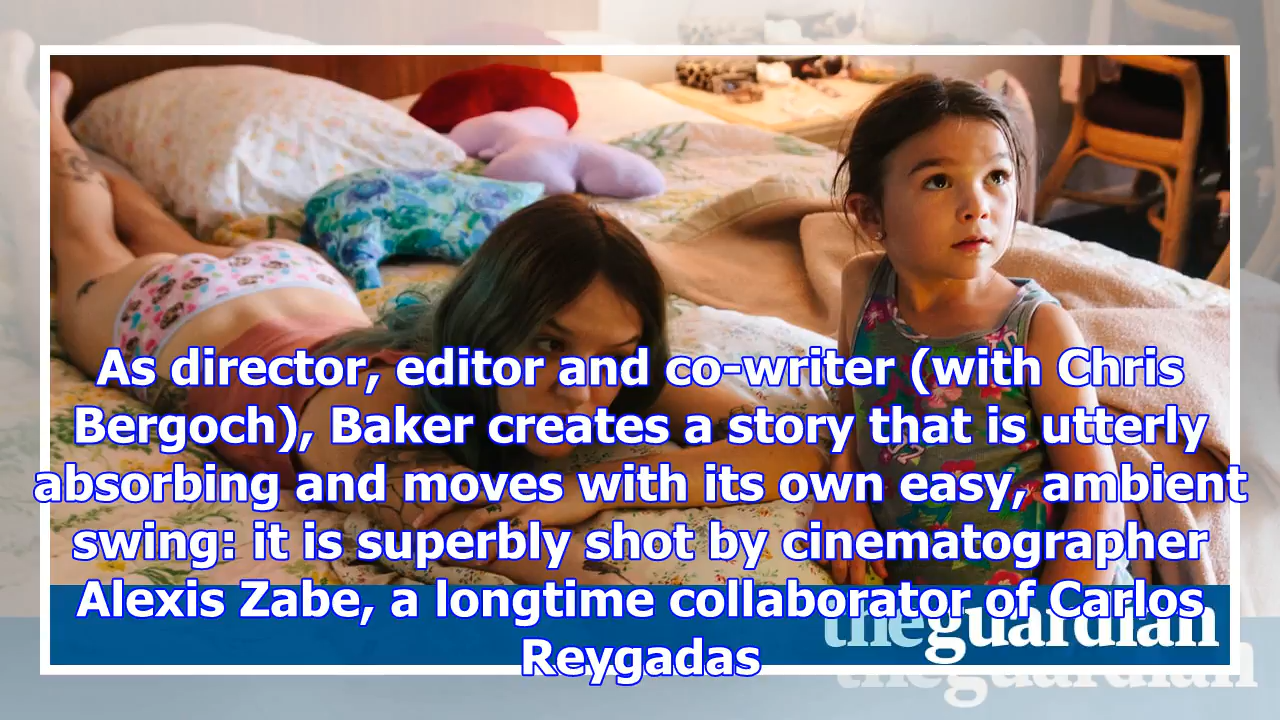 As director, editor and co-writer (with Chris
Bergoch), Baker creates a story that is utterly
absorbing and moves with its own easy, ambient
swing: it is superbly shot by cinematographer
Alexis Zabe, a longtime collaborator of Carlos
theguardian
Reygadas
theguardian